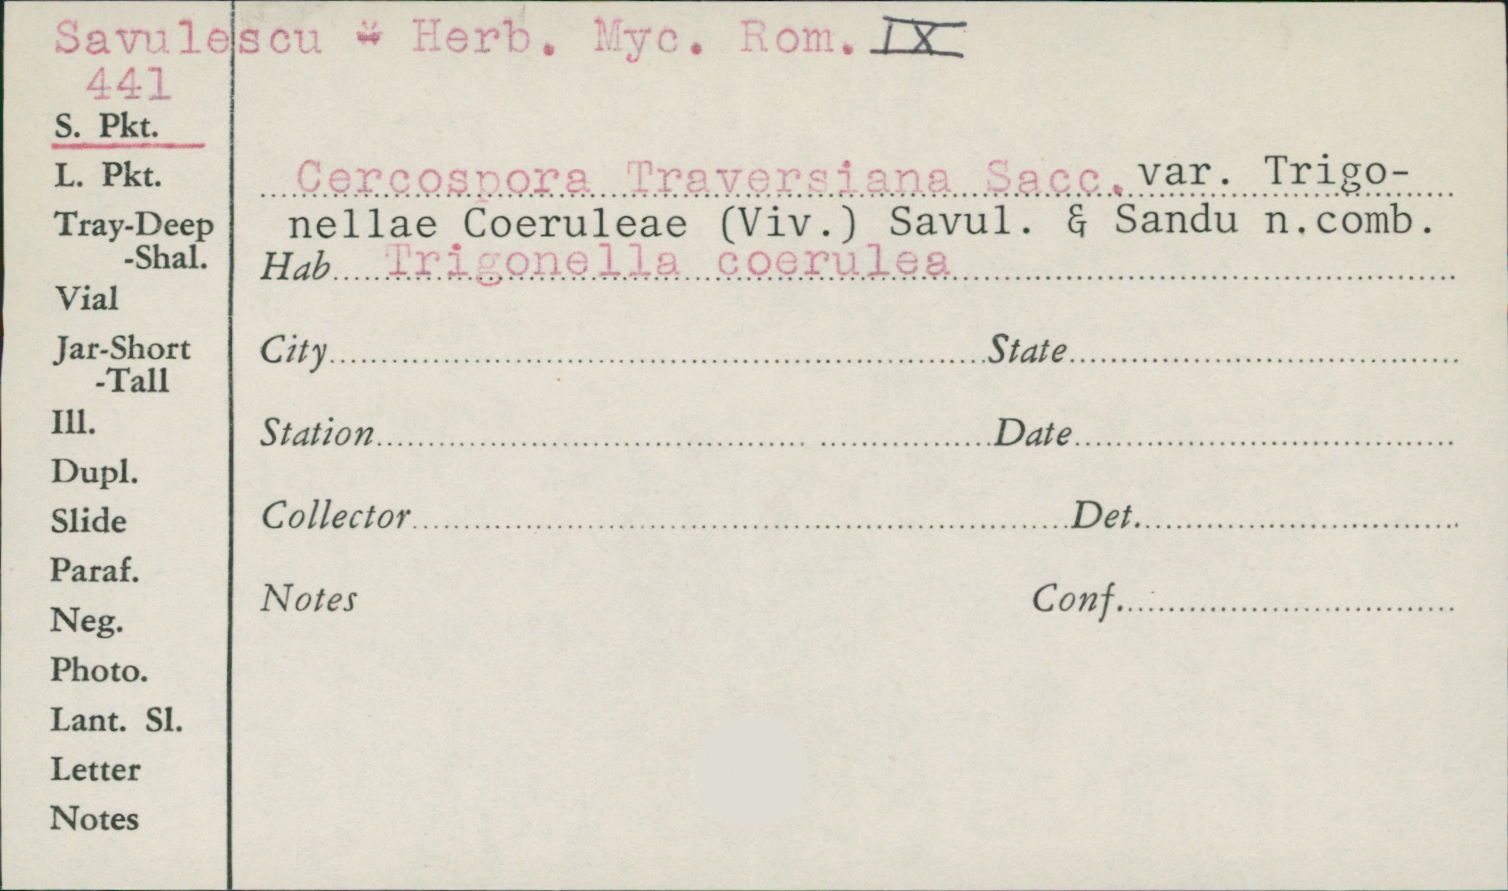 Savulescu * Herb. Myc. Rom. IX
441
S. Pkt.
L. Pkt.
Tray-Deep
-Shal.
Vial
Jar-Short
-Tall
Ill.
Dupl.
Slide
Paraf.
Neg.
Photo.
Lant. Sl.
Letter
Notes
Cercospora Traversiana Sacc. var. Trigo-
nellae Coeruleae (Viv.) Savul. & Sandu n.comb.
Hab. Trigonella coerulea
City State
Station Date
Collector Det.
Notes Conf.